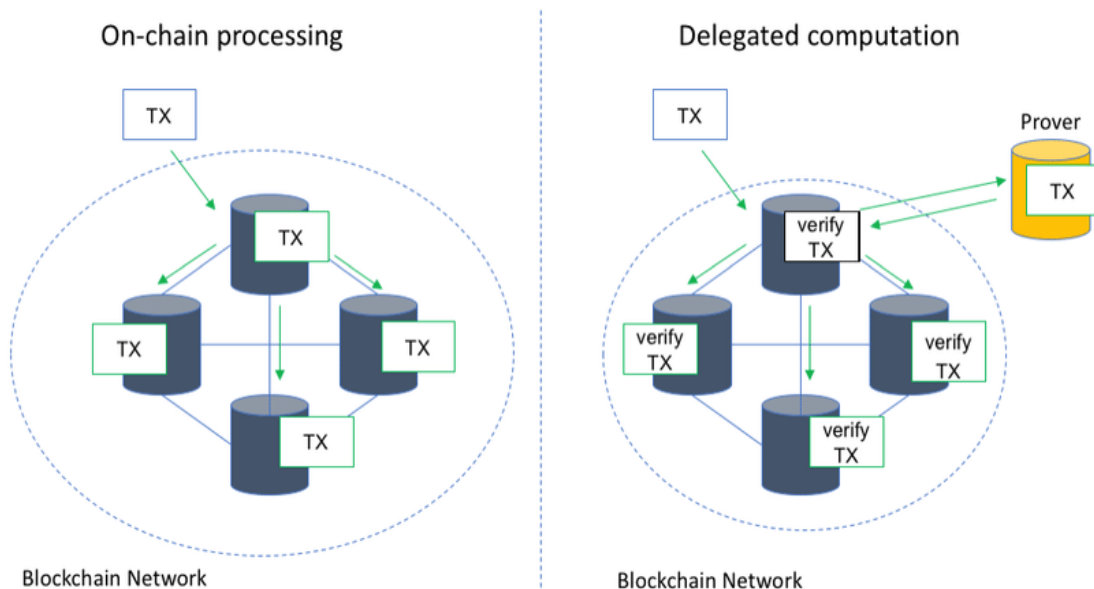 On-chain processing
TX
TX
TX
TX
TX
Blockchain Network
Delegated computation
TX
Prover
TX
verify
TX
verify
TX
verify
TX
verify
TX
Blockchain Network